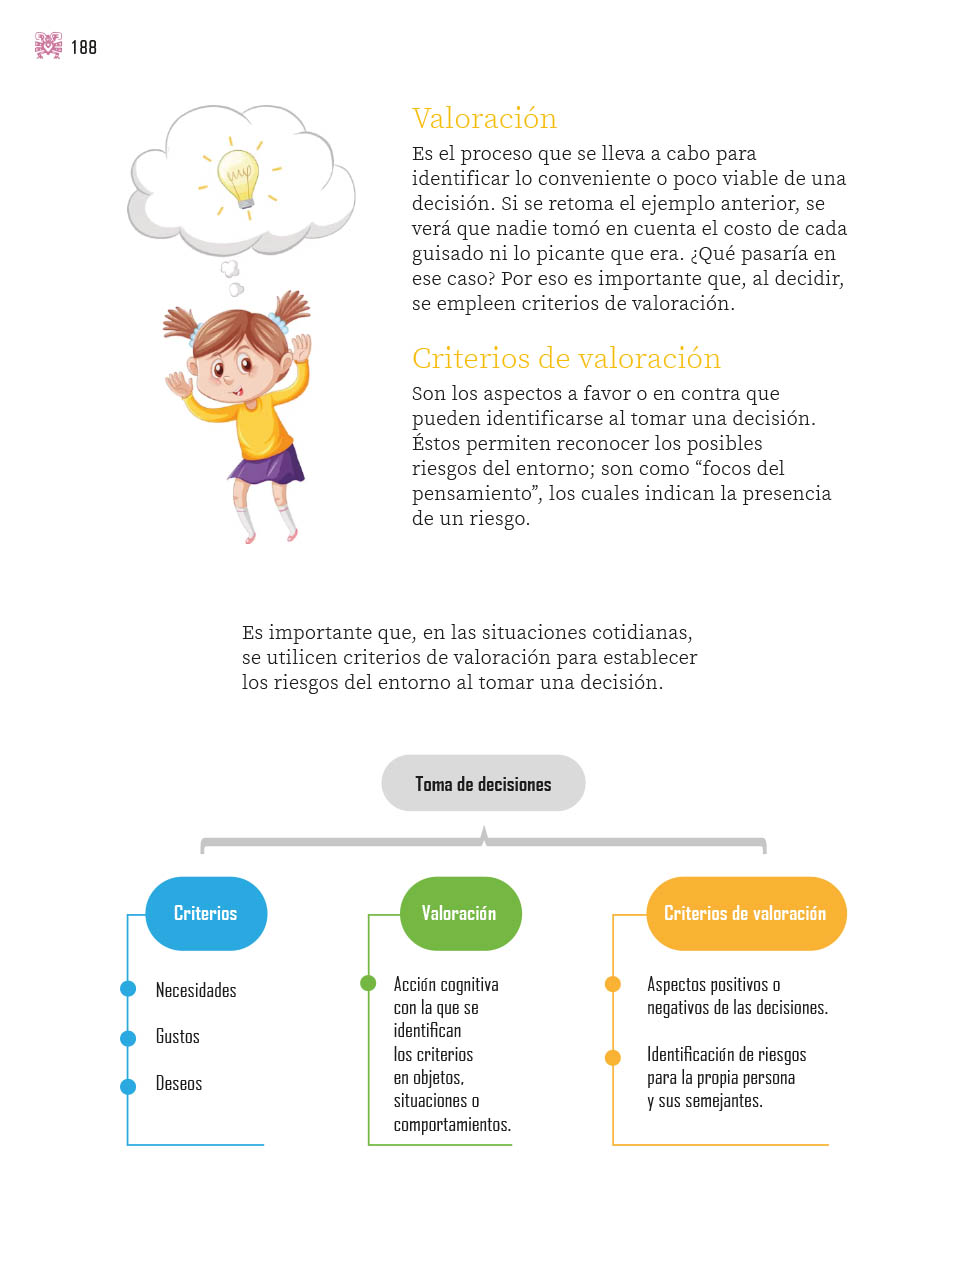 188
Valoración
Es el proceso que se lleva a cabo para
identificar lo conveniente o poco viable de una
decisión. Si se retoma el ejemplo anterior, se
verá que nadie tomó en cuenta el costo de cada
guisado ni lo picante que era. ¿Qué pasaría en
ese caso? Por eso es importante que, al decidir,
se empleen criterios de valoración.
Criterios de valoración
Son los aspectos a favor o en contra que
pueden identificarse al tomar una decisión.
Éstos permiten reconocer los posibles
riesgos del entorno; son como “focos del
pensamiento”, los cuales indican la presencia
de un riesgo.
Es importante que, en las situaciones cotidianas,
se utilicen criterios de valoración para establecer
los riesgos del entorno al tomar una decisión.
Toma de decisiones
Criterios
Necesidades
Gustos
Deseos
Valoración
Acción cognitiva
con la que se
identifican
los criterios
en objetos,
situaciones o
comportamientos.
Criterios de valoración
Aspectos positivos o
negativos de las decisiones.
Identificación de riesgos
para la propia persona
y sus semejantes.